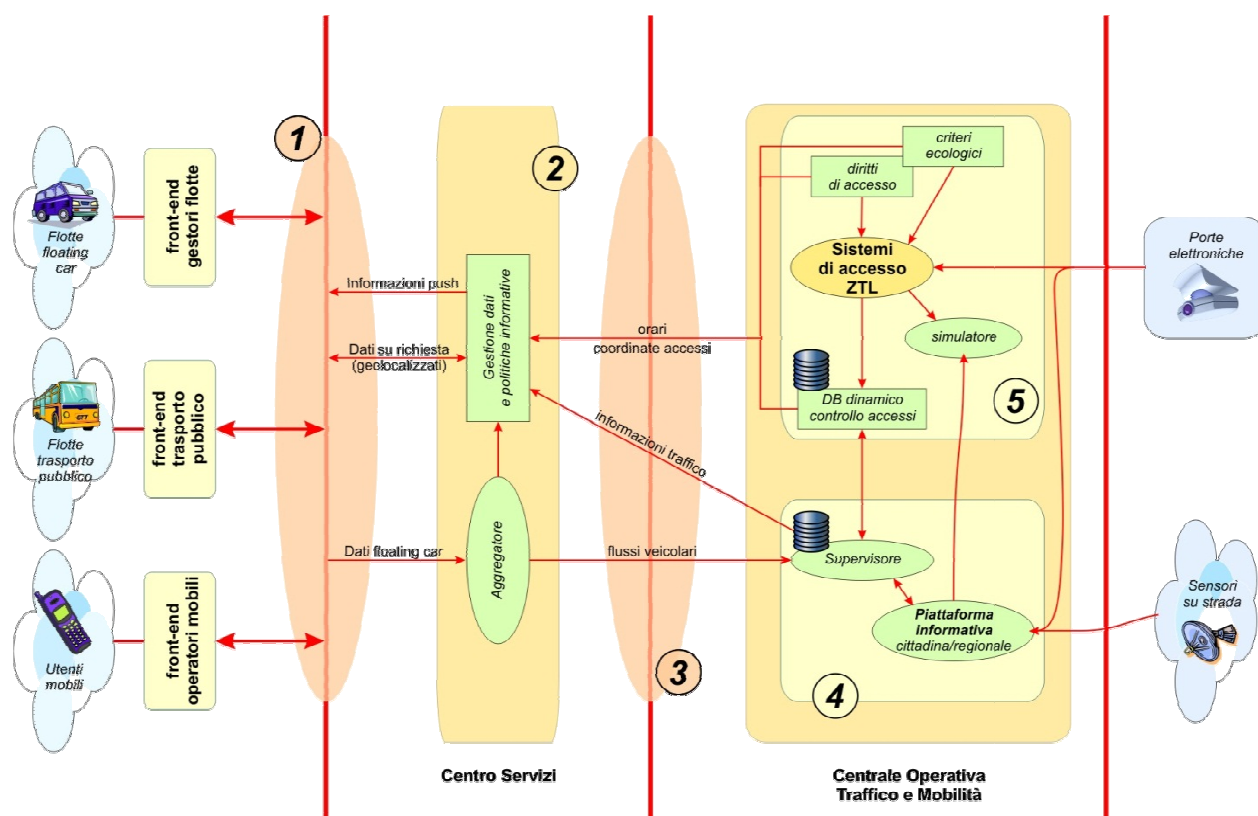 1
2
criteri
ecologici
diritti
di accesso
Flotte
floating
car
front-end
gestori flotte
Sistemi
di accesso
ZTL
Porte
elettroniche
Informazioni push
Gestione dati
e politiche informative
orari
coordinate accessi
simulatore
Dati su richiesta
(geolocalizzati)
DB dinamico
controllo accessi
5
GTT
Flotte
trasporto
pubblico
front-end
trasporto
pubblico
informazioni traffico
Dati floating car
Aggregatore
flussi veicolari
Supervisore
Utenti
mobili
front-end
operatori mobili
Piattaforma
Informativa
cittadina/regionale
Sensori
su strada
3
4
Centro Servizi
Centrale Operativa
Traffico e Mobilità